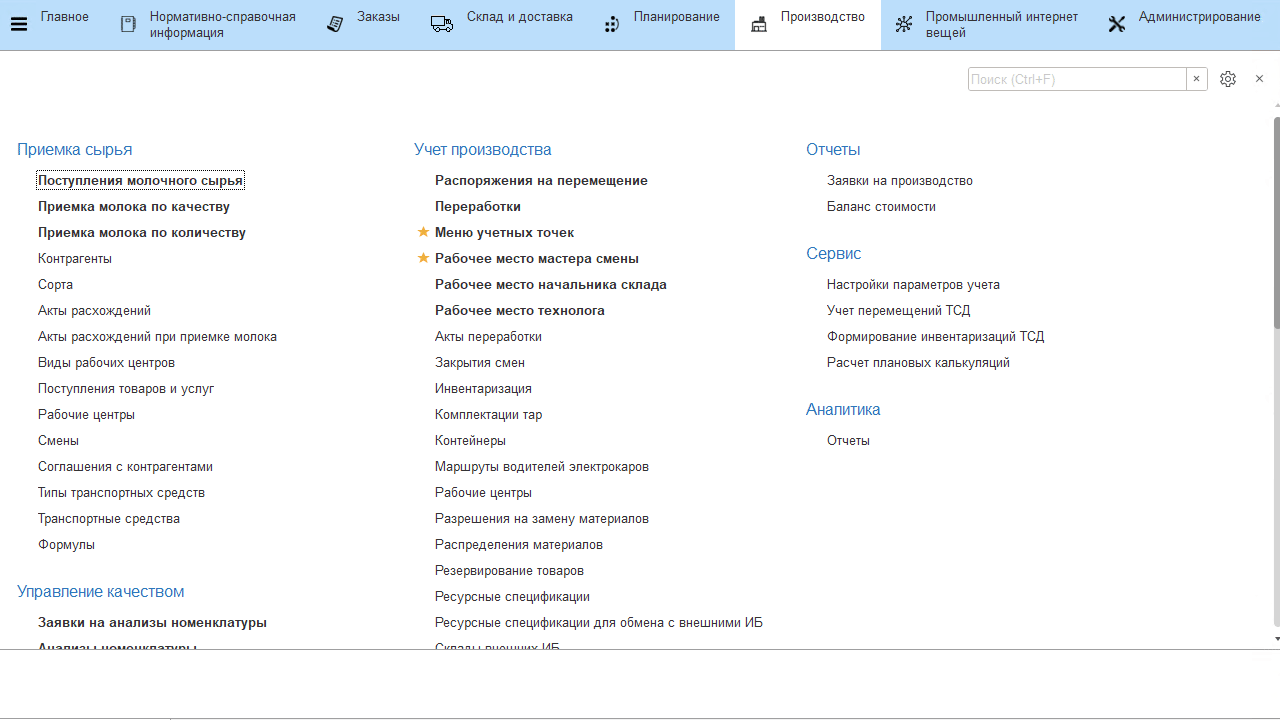 Главное
Нормативно-справочная
информация
Заказы
Склад и доставка
Планирование
Производство
Промышленный интернет
вещей
Администрирование
Поиск (Ctrl+F)
Приемка сырья
Поступления молочного сырья
Приемка молока по качеству
Приемка молока по количеству
Контрагенты
Сорта
Акты расхождений
Акты расхождений при приемке молока
Виды рабочих центров
Поступления товаров и услуг
Рабочие центры
Смены
Соглашения с контрагентами
Типы транспортных средств
Транспортные средства
Формулы
Управление качеством
Заявки на анализы номенклатуры
Анализы номенклатуры
Учет производства
Распоряжения на перемещение
Переработки
Меню учетных точек
Рабочее место мастера смены
Рабочее место начальника склада
Рабочее место технолога
Акты переработки
Закрытия смен
Инвентаризация
Комплектации тар
Контейнеры
Маршруты водителей электрокаров
Рабочие центры
Разрешения на замену материалов
Распределения материалов
Резервирование товаров
Ресурсные спецификации
Ресурсные спецификации для обмена с внешними ИБ
Склады внешних ИБ
Отчеты
Заявки на производство
Баланс стоимости
Сервис
Настройки параметров учета
Учет перемещений ТСД
Формирование инвентаризаций ТСД
Расчет плановых калькуляций
Аналитика
Отчеты